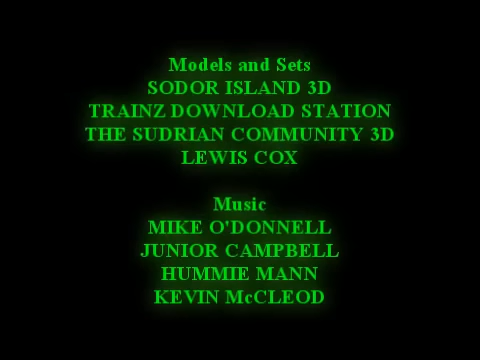 Models and Sets
SODOR ISLAND 3D
TRAINZ DOWNLOAD STATION
THE SUDRIAN COMMUNITY 3D
LEWIS COX
Music
MIKE O'DONNELL
JUNIOR CAMPBELL
HUMMIE MANN
KEVIN McCLEOD